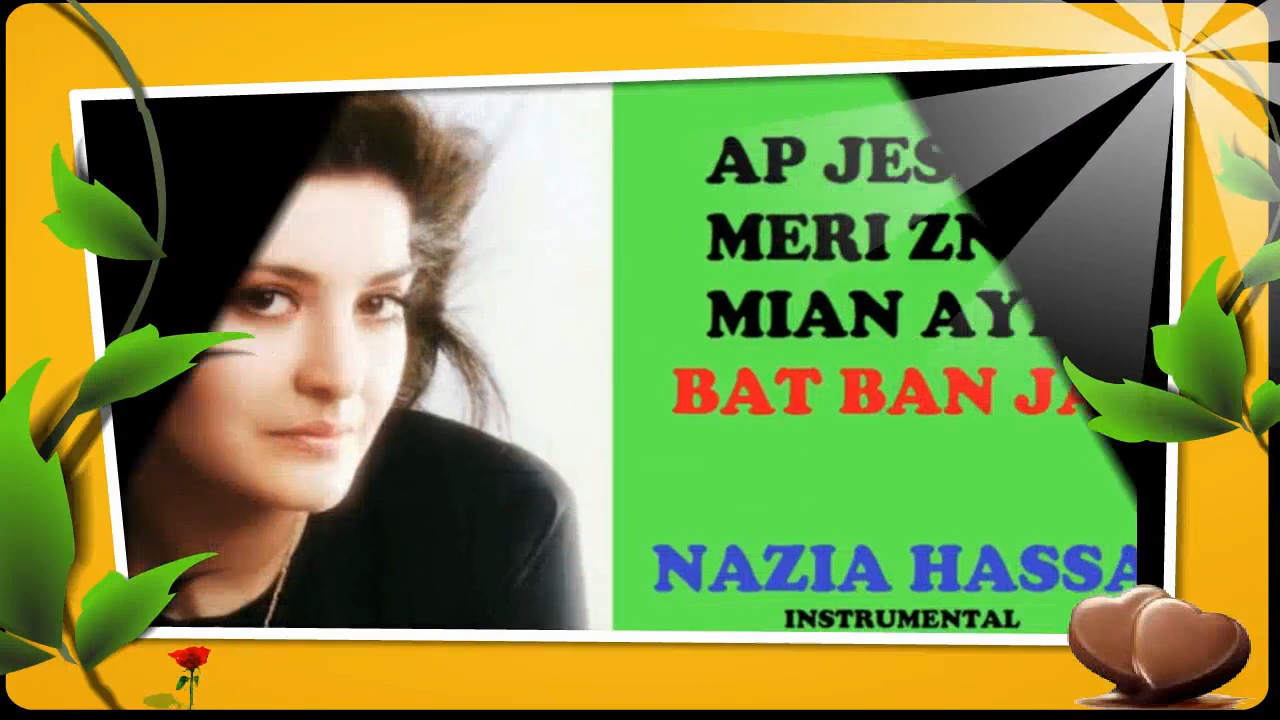 AP JES
MERI ZN
MIAN AY
BAT BAN JA
NAZIA HASSA
INSTRUMENTAL